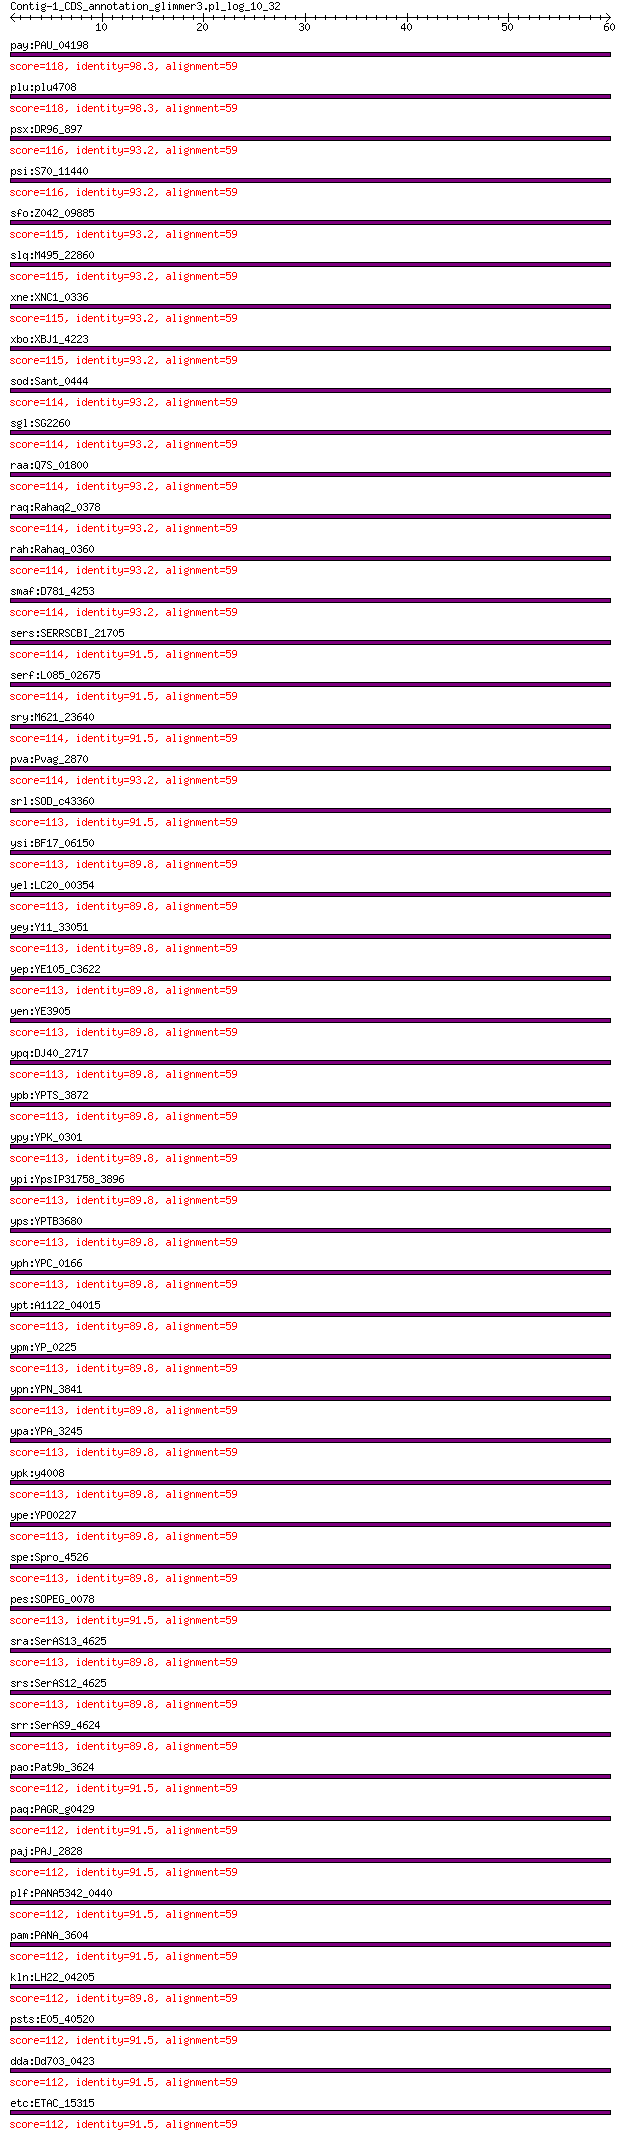 Contig-1_CDS_annotation_glimmer3.pl_log_10_32
10 20 30 40 50 60
pay:PAU_04198
score=118, identity=98.3, alignment=59
plu:plu4708
score=118, identity=98.3, alignment=59
psx:DR96_897
score=116, identity=93.2, alignment=59
psi:S70_11440
score=116, identity=93.2, alignment=59
sfo:Z042_09885
score=115, identity=93.2, alignment=59
slq:M495_22860
score=115, identity=93.2, alignment=59
xne:XNC1_0336
score=115, identity=93.2, alignment=59
xbo:XBJ1_4223
score=115, identity=93.2, alignment=59
sod:Sant_0444
score=114, identity=93.2, alignment=59
sgl:SG2260
score=114, identity=93.2, alignment=59
raa:Q7S_01800
score=114, identity=93.2, alignment=59
raq:Rahaq2_0378
score=114, identity=93.2, alignment=59
rah:Rahaq_0360
score=114, identity=93.2, alignment=59
smaf:D781_4253
score=114, identity=93.2, alignment=59
sers:SERRSCBI_21705
score=114, identity=91.5, alignment=59
serf:L085_02675
score=114, identity=91.5, alignment=59
sry:M621_23640
score=114, identity=91.5, alignment=59
pva:Pvag_2870
score=114, identity=93.2, alignment=59
srl:SOD_c43360
score=113, identity=91.5, alignment=59
ysi:BF17_06150
score=113, identity=89.8, alignment=59
yel:LC20_00354
score=113, identity=89.8, alignment=59
yey:Y11_33051
score=113, identity=89.8, alignment=59
yep:YE105_C3622
score=113, identity=89.8, alignment=59
yen:YE3905
score=113, identity=89.8, alignment=59
ypq:DJ40_2717
score=113, identity=89.8, alignment=59
ypb:YPTS_3872
score=113, identity=89.8, alignment=59
ypy:YPK_0301
score=113, identity=89.8, alignment=59
ypi:YpsIP31758_3896
score=113, identity=89.8, alignment=59
yps:YPTB3680
score=113, identity=89.8, alignment=59
yph:YPC_0166
score=113, identity=89.8, alignment=59
ypt:A1122_04015
score=113, identity=89.8, alignment=59
ypm:YP_0225
score=113, identity=89.8, alignment=59
ypn:YPN_3841
score=113, identity=89.8, alignment=59
ypa:YPA_3245
score=113, identity=89.8, alignment=59
ypk:y4008
score=113, identity=89.8, alignment=59
ype:YPO0227
score=113, identity=89.8, alignment=59
spe:Spro_4526
score=113, identity=89.8, alignment=59
pes:SOPEG_0078
score=113, identity=91.5, alignment=59
sra:SerAS13_4625
score=113, identity=89.8, alignment=59
srs:SerAS12_4625
score=113, identity=89.8, alignment=59
srr:SerAS9_4624
score=113, identity=89.8, alignment=59
pao:Pat9b_3624
score=112, identity=91.5, alignment=59
paq:PAGR_g0429
score=112, identity=91.5, alignment=59
paj:PAJ_2828
score=112, identity=91.5, alignment=59
plf:PANA5342_0440
score=112, identity=91.5, alignment=59
pam:PANA_3604
score=112, identity=91.5, alignment=59
kln:LH22_04205
score=112, identity=89.8, alignment=59
psts:E05_40520
score=112, identity=91.5, alignment=59
dda:Dd703_0423
score=112, identity=91.5, alignment=59
etc:ETAC_15315
score=112, identity=91.5, alignment=59